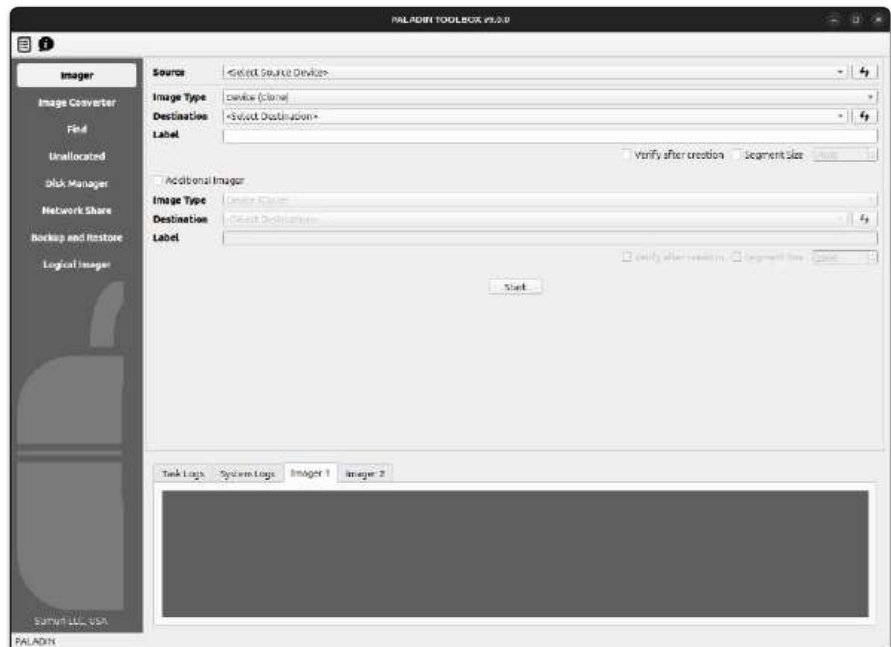 PALADIN TOOLBOX v9.0.0
Imager
Image Converter
Find
Unallocated
Disk Manager
Network Share
Backup and Restore
Logical Imager
Source <Select Source Device>
Image Type Device (Clone)
Destination <Select Destination>
Label
Verify after creation Segment Size
Additional Imager
Image Type Device (Clone)
Destination <Select Destination>
Label
Verify after creation Segment Size
Start
Task Logs System Logs Imager 1 Imager 2
Sumuri LLC, USA
PALADIN